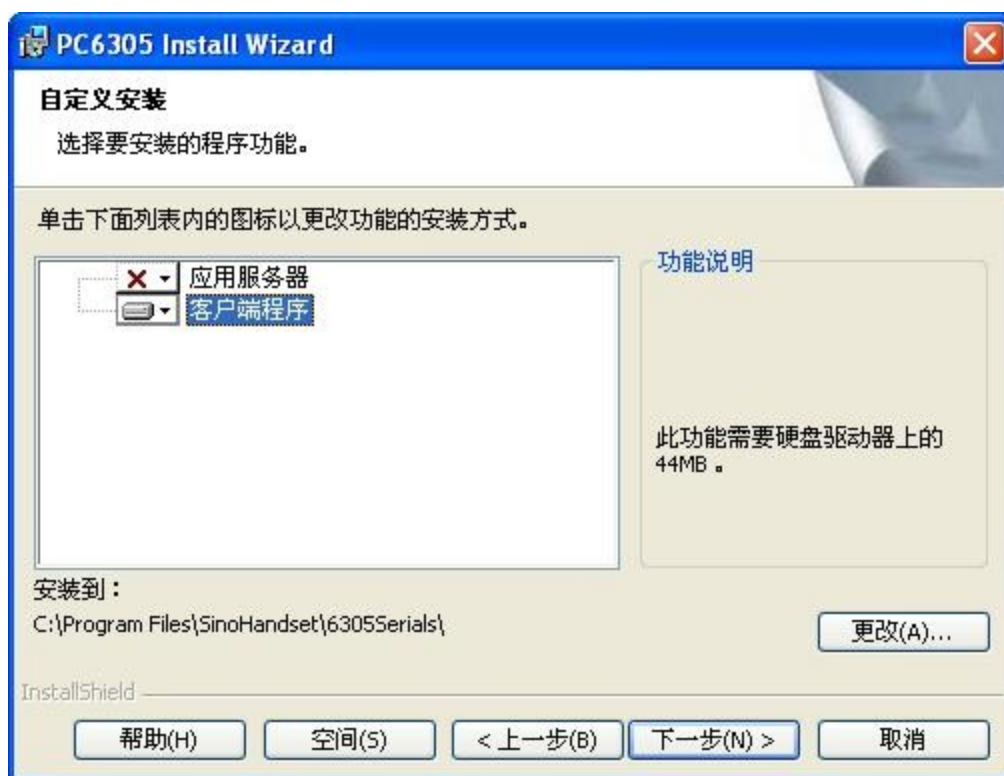 PC6305 Install Wizard
自定义安装
选择要安装的程序功能。
单击下面列表内的图标以更改功能的安装方式。
应用服务器
客户端程序
功能说明
此功能需要硬盘驱动器上的
44MB。
安装到：
C:\Program Files\SinoHandset\6305Serials\
更改(A)...
InstallShield
帮助(H)
空间(S)
< 上一步(B)
下一步(N) >
取消